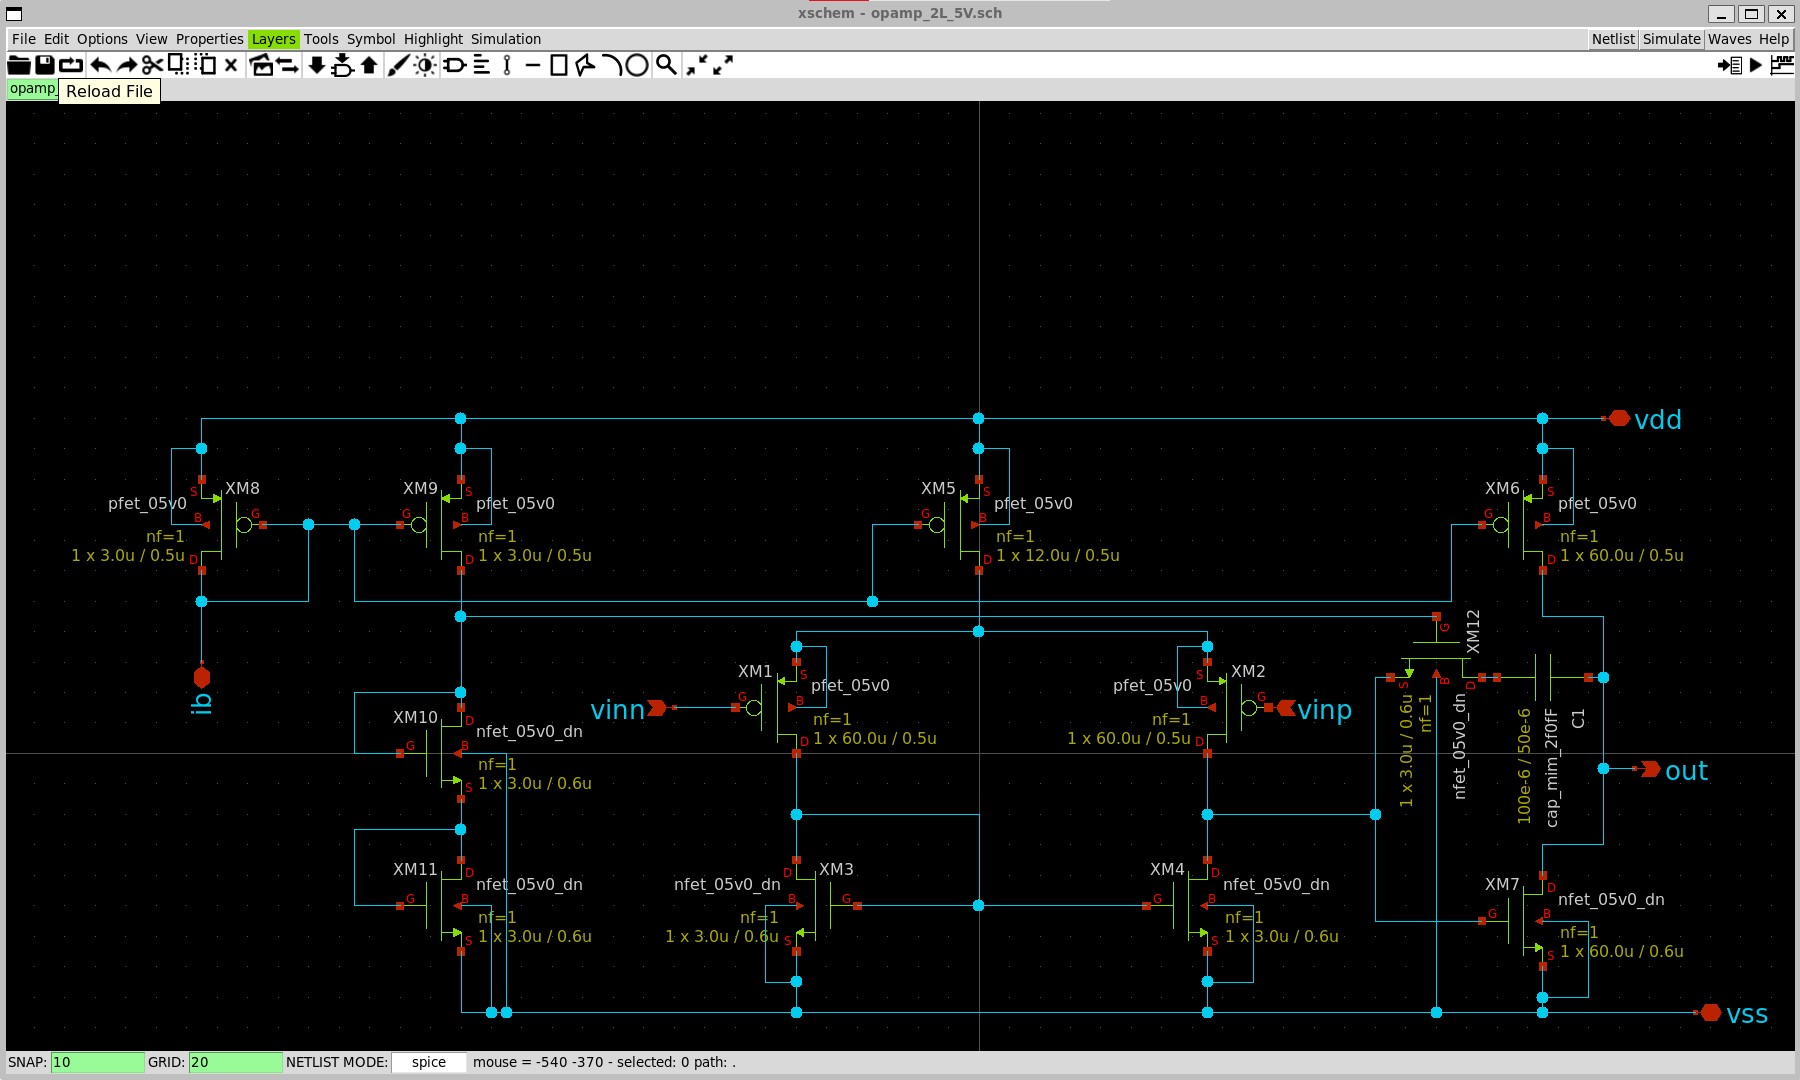 xschem - opamp_2L_5V.sch
File Edit Options View Properties Layers Tools Symbol Highlight Simulation Netlist Simulate Waves Help
opamp_
Reload File
vdd
XM8
pfet_05v0
nf=1
1 x 3.0u / 0.5u
S
B
G
D
XM9
pfet_05v0
nf=1
1 x 3.0u / 0.5u
S
G
B
D
XM5
pfet_05v0
nf=1
1 x 12.0u / 0.5u
S
G
B
D
XM6
pfet_05v0
nf=1
1 x 60.0u / 0.5u
S
G
B
D
ib
vinn
XM1
pfet_05v0
nf=1
1 x 60.0u / 0.5u
S
G
B
D
XM2
pfet_05v0
nf=1
1 x 60.0u / 0.5u
S
B
G
D
vinp
XM12
G
S
B
D
1 x 3.0u / 0.6u
nf=1
nfet_05v0_dn
100e-6 / 50e-6
cap_mim_2f0fF
C1
out
XM10
nfet_05v0_dn
nf=1
1 x 3.0u / 0.6u
D
G
B
S
XM11
nfet_05v0_dn
nf=1
1 x 3.0u / 0.6u
D
G
B
S
XM3
nfet_05v0_dn
nf=1
1 x 3.0u / 0.6u
D
B
G
S
XM4
nfet_05v0_dn
nf=1
1 x 3.0u / 0.6u
D
G
B
S
XM7
nfet_05v0_dn
nf=1
1 x 60.0u / 0.6u
D
G
B
S
vss
SNAP: 10 GRID: 20 NETLIST MODE: spice mouse = -540 -370 - selected: 0 path: .